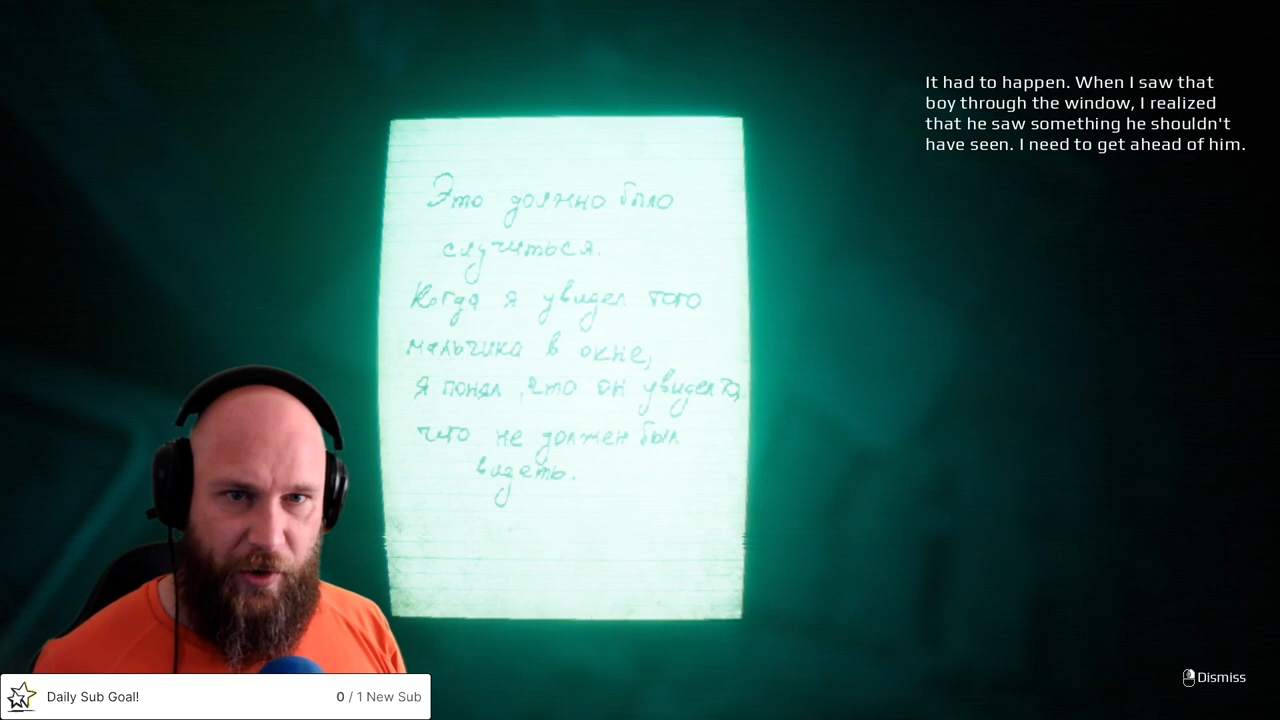 It had to happen. When I saw that
boy through the window, I realized
that he saw something he shouldn't
have seen. I need to get ahead of him.
Это должно было
случиться.
Когда я увидел того
мальчика в окне,
я понял, что он увидел то,
что не должен был
видеть.
Dismiss
Daily Sub Goal! 0 / 1 New Sub